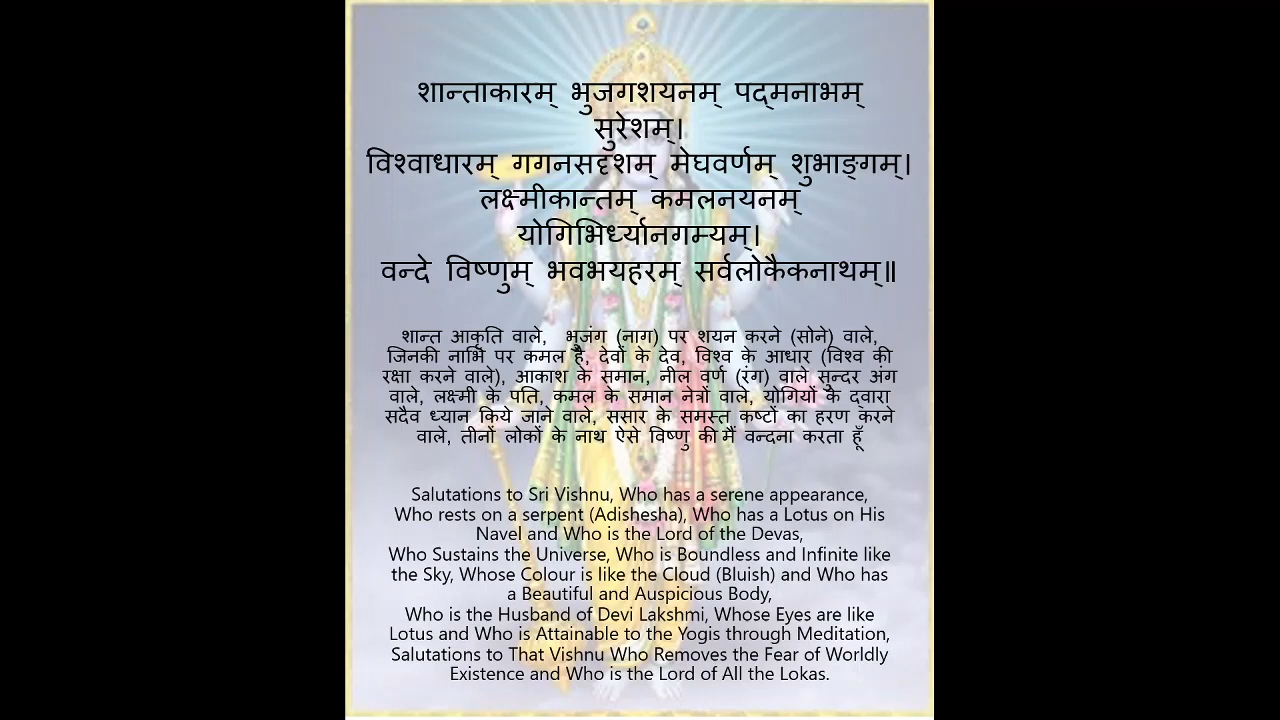 शान्ताकारम् भुजगशयनम् पद्मनाभम्
सुरेशम्।
विश्वाधारम् गगनसदृशम् मेघवर्णम् शुभाङ्गम्।
लक्ष्मीकान्तम् कमलनयनम्
योगिभिर्ध्यानगम्यम्।
वन्दे विष्णुम् भवभयहरम् सर्वलोकैकनाथम्॥
शान्त आकृति वाले, भुजंग (नाग) पर शयन करने (सोने) वाले,
जिनकी नाभि पर कमल है, देवों के देव, विश्व के आधार (विश्व की
रक्षा करने वाले), आकाश के समान, नील वर्ण (रंग) वाले सुन्दर अंग
वाले, लक्ष्मी के पति, कमल के समान नेत्रों वाले, योगियों के द्वारा
सदैव ध्यान किये जाने वाले, संसार के समस्त कष्टों का हरण करने
वाले, तीनों लोकों के नाथ ऐसे विष्णु की मैं वन्दना करता हूँ
Salutations to Sri Vishnu, Who has a serene appearance,
Who rests on a serpent (Adishesha), Who has a Lotus on His
Navel and Who is the Lord of the Devas,
Who Sustains the Universe, Who is Boundless and Infinite like
the Sky, Whose Colour is like the Cloud (Bluish) and Who has
a Beautiful and Auspicious Body,
Who is the Husband of Devi Lakshmi, Whose Eyes are like
Lotus and Who is Attainable to the Yogis through Meditation,
Salutations to That Vishnu Who Removes the Fear of Worldly
Existence and Who is the Lord of All the Lokas.